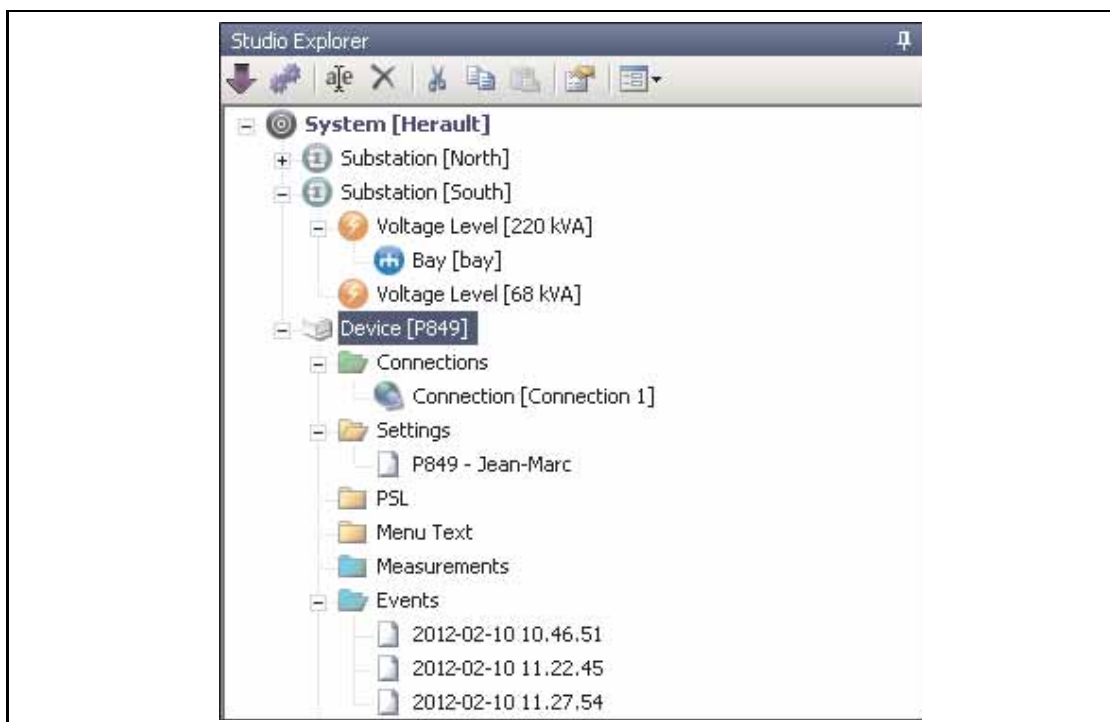 Studio Explorer
System [Herault]
Substation [North]
Substation [South]
Voltage Level [220 kVA]
Bay [bay]
Voltage Level [68 kVA]
Device [P849]
Connections
Connection [Connection 1]
Settings
P849 - Jean-Marc
PSL
Menu Text
Measurements
Events
2012-02-10 10.46.51
2012-02-10 11.22.45
2012-02-10 11.27.54